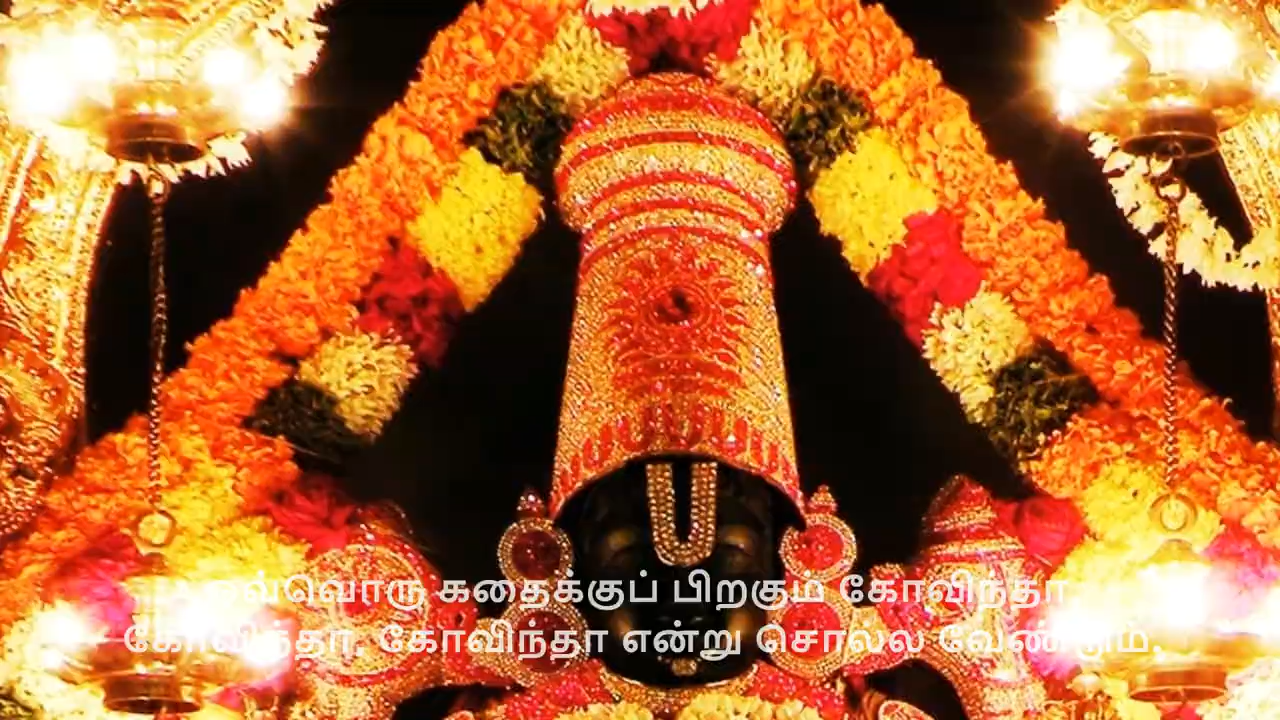 ஒவ்வொரு கதைக்குப் பிறகும் கோவிந்தா
கோவிந்தா, கோவிந்தா என்று சொல்ல வேண்டும்.